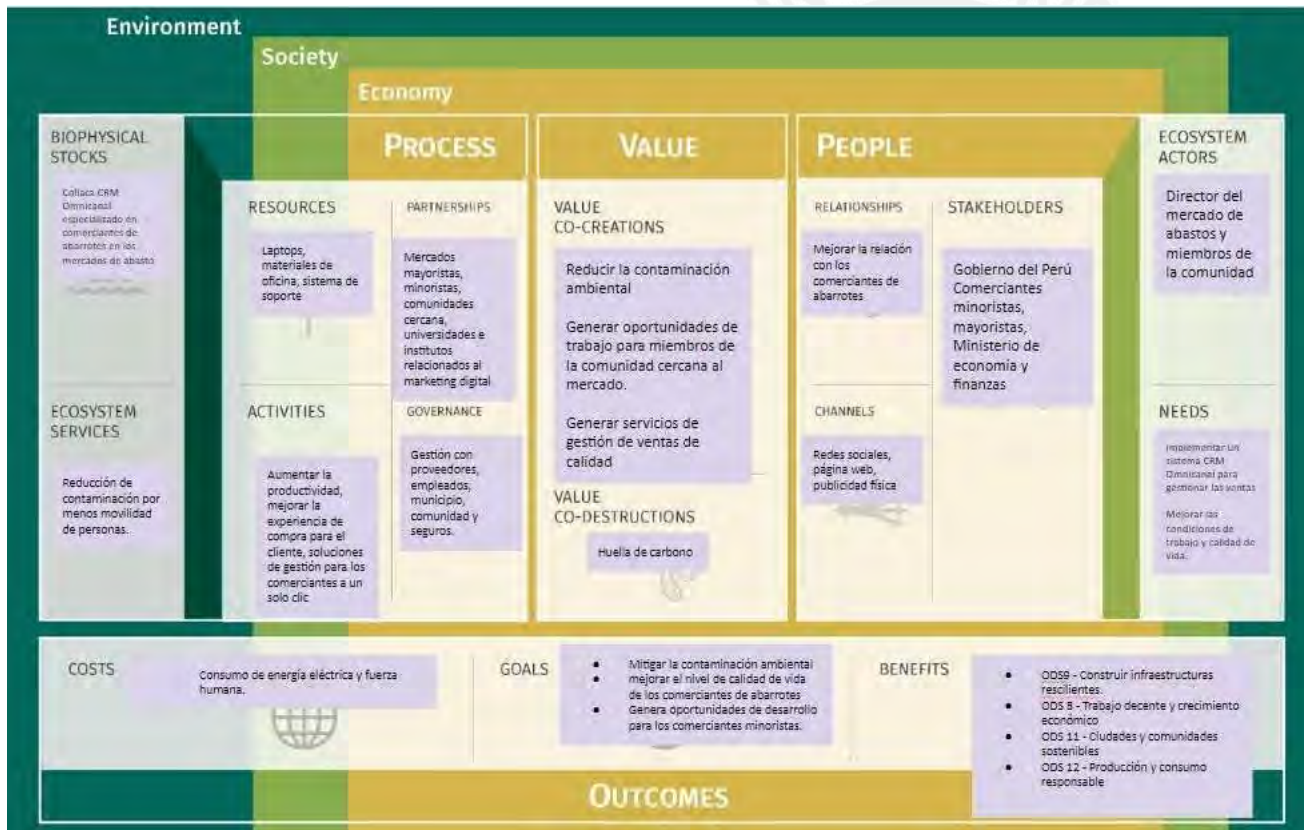 Environment
Society
Economy
BIOPHYSICAL
STOCKS
Collaca CRM
Omnicanal
especializado en
comerciantes de
abarrotes en los
mercados de abasto
ECOSYSTEM
SERVICES
Reducción de
contaminación por
menos movilidad
de personas.
PROCESS
RESOURCES
Laptops,
materiales de
oficina, sistema de
soporte
PARTNERSHIPS
Mercados
mayoristas,
minoristas,
comunidades
cercana,
universidades e
institutos
relacionados al
marketing digital
ACTIVITIES
Aumentar la
productividad,
mejorar la
experiencia de
compra para el
cliente, soluciones
de gestión para los
comerciantes a un
solo clic
GOVERNANCE
Gestión con
proveedores,
empleados,
municipio,
comunidad y
seguros.
VALUE
VALUE
CO-CREATIONS
Reducir la contaminación
ambiental
Generar oportunidades de
trabajo para miembros de
la comunidad cercana al
mercado.
Generar servicios de
gestión de ventas de
calidad
VALUE
CO-DESTRUCTIONS
Huella de carbono
PEOPLE
RELATIONSHIPS
Mejorar la relación
con los
comerciantes de
abarrotes
STAKEHOLDERS
Gobierno del Perú
Comerciantes
minoristas,
mayoristas,
Ministerio de
economía y
finanzas
CHANNELS
Redes sociales,
página web,
publicidad física
ECOSYSTEM
ACTORS
Director del
mercado de
abastos y
miembros de
la comunidad
NEEDS
Implementar un
sistema CRM
Omnicanal para
gestionar las ventas
Mejorar las
condiciones de
trabajo y calidad de
vida.
COSTS
Consumo de energía eléctrica y fuerza
humana.
GOALS
• Mitigar la contaminación ambiental
• mejorar el nivel de calidad de vida
de los comerciantes de abarrotes
• Genera oportunidades de desarrollo
para los comerciantes minoristas.
BENEFITS
• ODS9 - Construir infraestructuras
rescilientes.
• ODS 8 - Trabajo decente y crecimiento
económico
• ODS 11 - Ciudades y comunidades
sostenibles
• ODS 12 - Producción y consumo
responsable
OUTCOMES